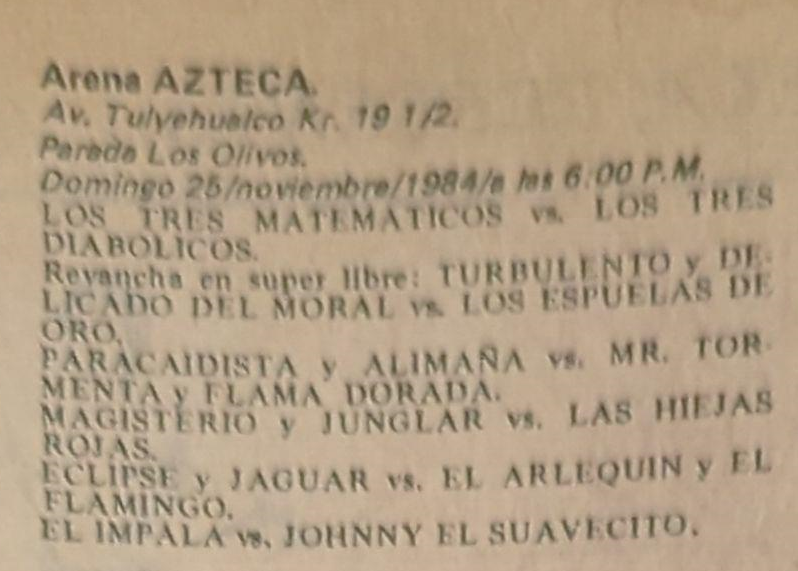 Arena AZTECA.
Av. Tulyehualco Kr. 19 1/2.
Parada Los Olivos.
Domingo 25/noviembre/1984/a las 6:00 P.M.
LOS TRES MATEMATICOS vs. LOS TRES
DIABOLICOS.
Revancha en super libre: TURBULENTO y DE-
LICADO DEL MORAL vs. LOS ESPUELAS DE
ORO.
PARACAIDISTA y ALIMAÑA vs. MR. TOR-
MENTA y FLAMA DORADA.
MAGISTERIO y JUNGLAR vs. LAS HIEJAS
ROJAS.
ECLIPSE y JAGUAR vs. EL ARLEQUIN y EL
FLAMINGO.
EL IMPALA vs. JOHNNY EL SUAVECITO.